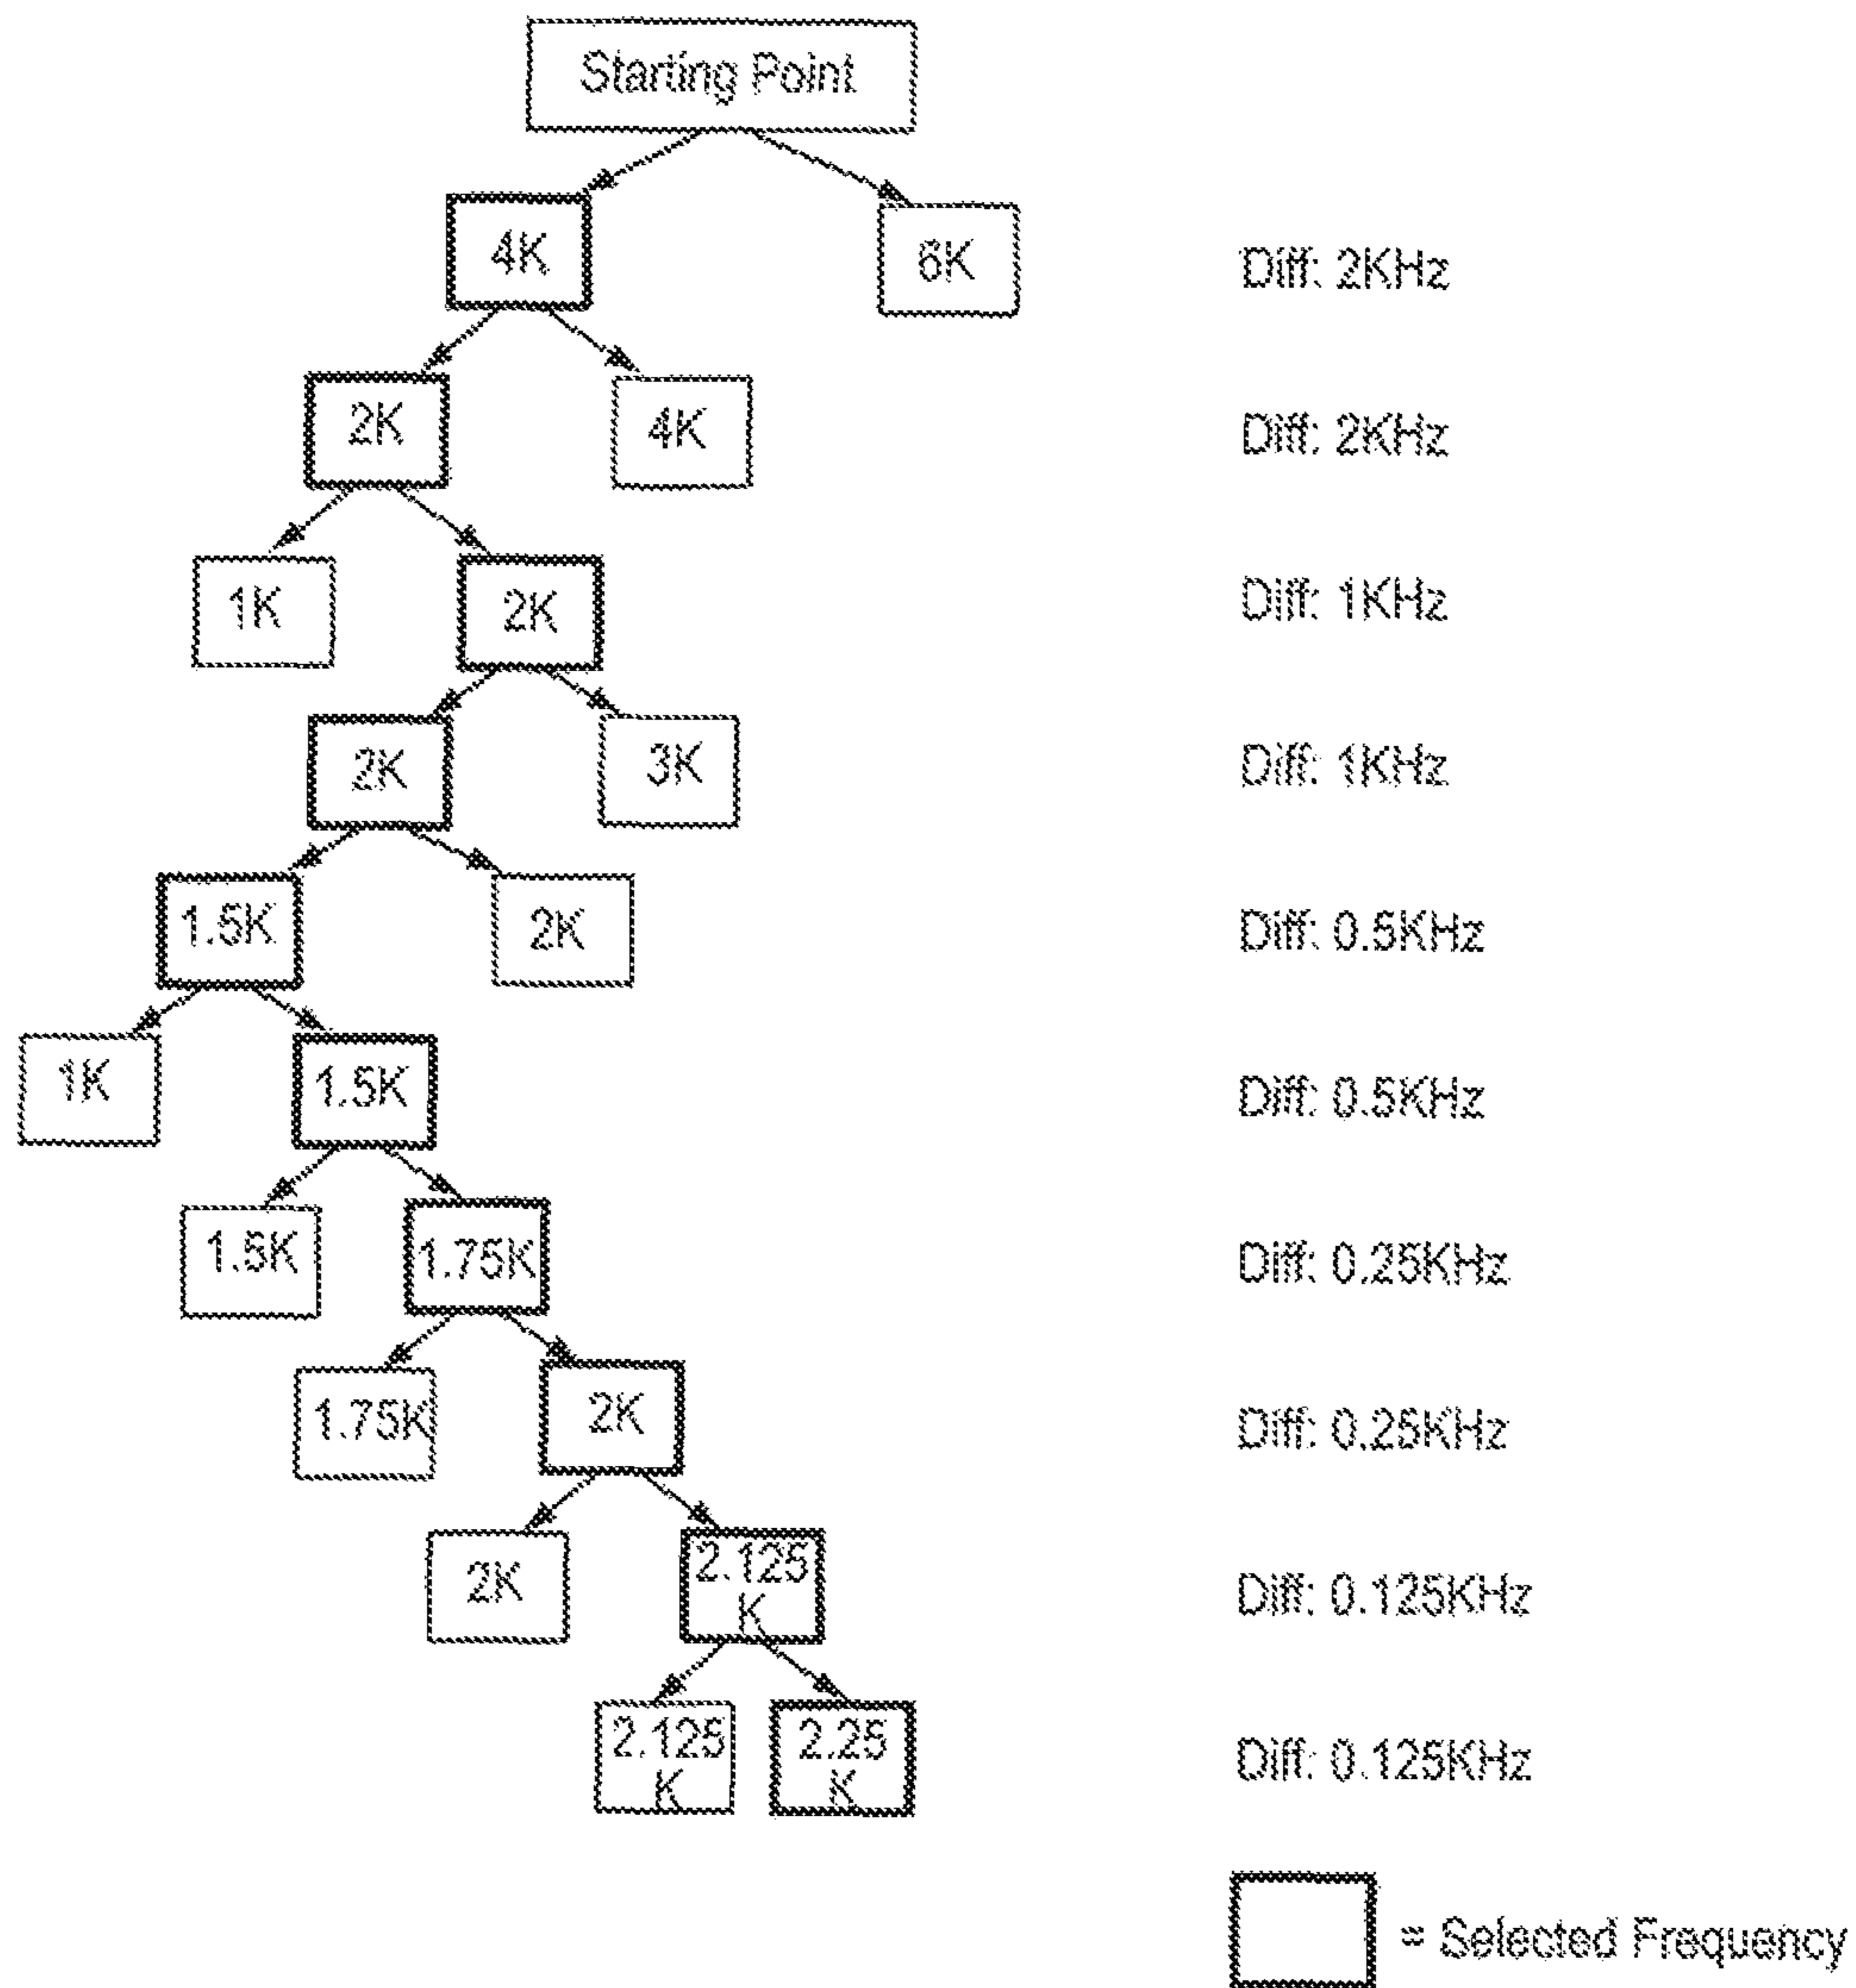 Starting Point
4K 6K Diff: 2KHz
2K 4K Diff: 2KHz
1K 2K Diff: 1KHz
2K 3K Diff: 1KHz
1.5K 2K Diff: 0.5KHz
1K 1.5K Diff: 0.5KHz
1.5K 1.75K Diff: 0.25KHz
1.75K 2K Diff: 0.25KHz
2K 2.125 K Diff: 0.125KHz
2.125 K 2.25 K Diff: 0.125KHz
= Selected Frequency